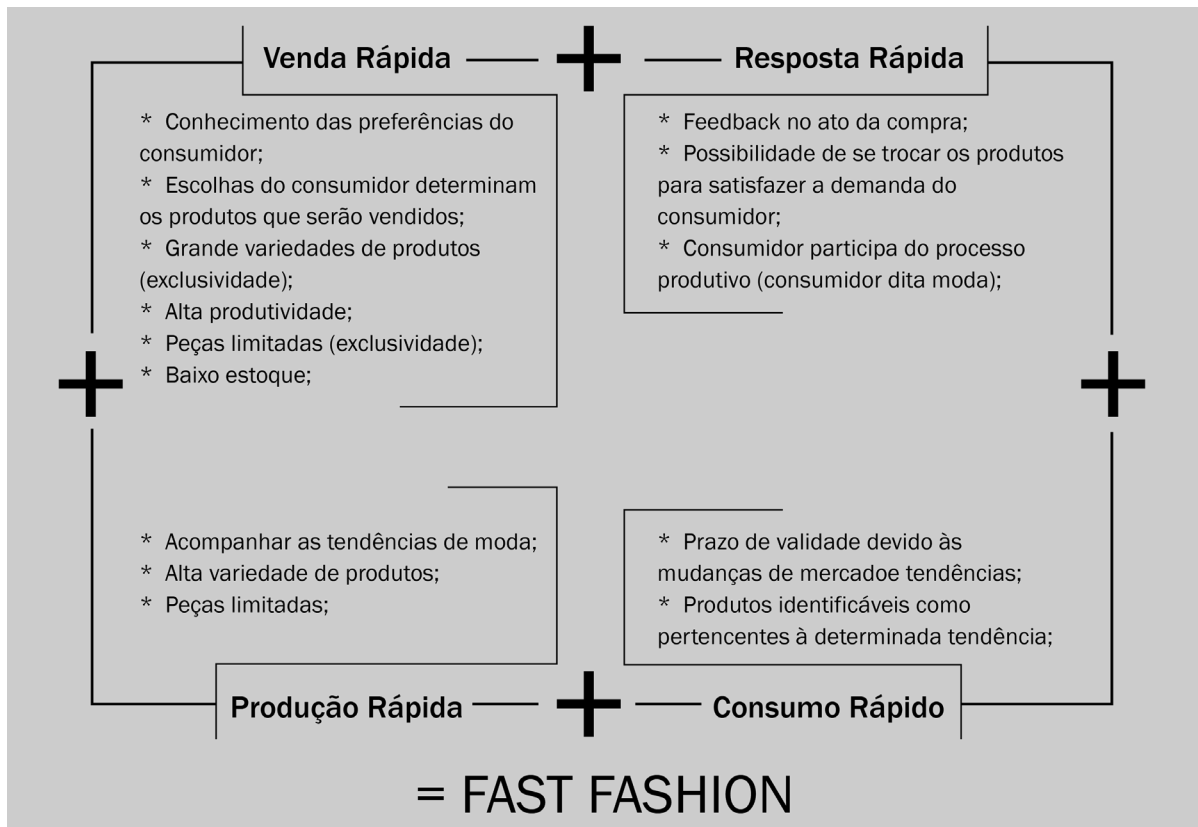 Venda Rápida
* Conhecimento das preferências do
consumidor;
* Escolhas do consumidor determinam
os produtos que serão vendidos;
* Grande variedades de produtos
(exclusividade);
* Alta produtividade;
* Peças limitadas (exclusividade);
* Baixo estoque;
Resposta Rápida
* Feedback no ato da compra;
* Possibilidade de se trocar os produtos
para satisfazer a demanda do
consumidor;
* Consumidor participa do processo
produtivo (consumidor dita moda);
* Acompanhar as tendências de moda;
* Alta variedade de produtos;
* Peças limitadas;
Produção Rápida
* Prazo de validade devido às
mudanças de mercadoe tendências;
* Produtos identificáveis como
pertencentes à determinada tendência;
Consumo Rápido
= FAST FASHION